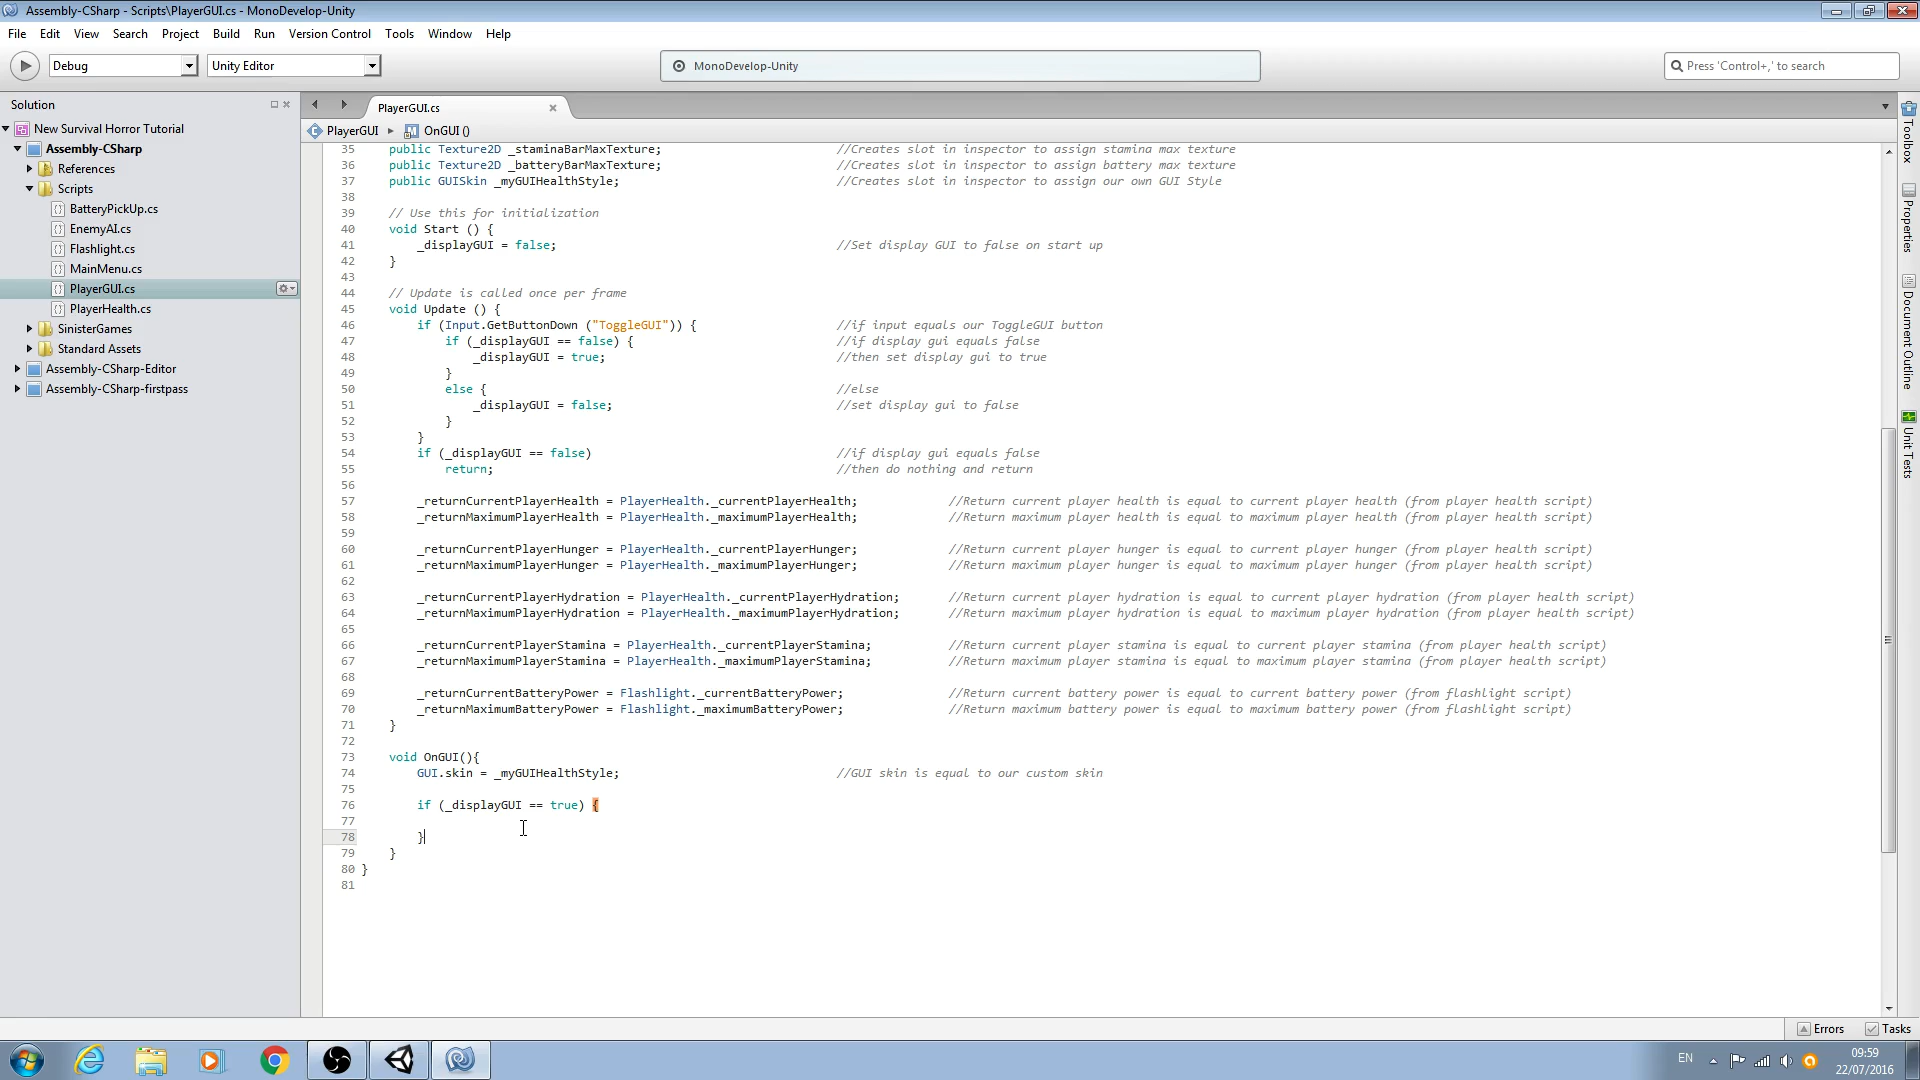 Assembly-CSharp - Scripts\PlayerGUI.cs - MonoDevelop-Unity
File Edit View Search Project Build Run Version Control Tools Window Help
Debug Unity Editor MonoDevelop-Unity Press 'Control+,' to search
Solution
New Survival Horror Tutorial
Assembly-CSharp
References
Scripts
BatteryPickUp.cs
EnemyAI.cs
Flashlight.cs
MainMenu.cs
PlayerGUI.cs
PlayerHealth.cs
SinisterGames
Standard Assets
Assembly-CSharp-Editor
Assembly-CSharp-firstpass
PlayerGUI.cs
PlayerGUI OnGUI ()
35 public Texture2D _staminaBarMaxTexture; //Creates slot in inspector to assign stamina max texture
36 public Texture2D _batteryBarMaxTexture; //Creates slot in inspector to assign battery max texture
37 public GUISkin _myGUIHealthStyle; //Creates slot in inspector to assign our own GUI Style
38
39 // Use this for initialization
40 void Start () {
41 _displayGUI = false; //Set display GUI to false on start up
42 }
43
44 // Update is called once per frame
45 void Update () {
46 if (Input.GetButtonDown ("ToggleGUI")) { //if input equals our ToggleGUI button
47 if (_displayGUI == false) { //if display gui equals false
48 _displayGUI = true; //then set display gui to true
49 }
50 else { //else
51 _displayGUI = false; //set display gui to false
52 }
53 }
54 if (_displayGUI == false) //if display gui equals false
55 return; //then do nothing and return
56
57 _returnCurrentPlayerHealth = PlayerHealth._currentPlayerHealth; //Return current player health is equal to current player health (from player health script)
58 _returnMaximumPlayerHealth = PlayerHealth._maximumPlayerHealth; //Return maximum player health is equal to maximum player health (from player health script)
59
60 _returnCurrentPlayerHunger = PlayerHealth._currentPlayerHunger; //Return current player hunger is equal to current player hunger (from player health script)
61 _returnMaximumPlayerHunger = PlayerHealth._maximumPlayerHunger; //Return maximum player hunger is equal to maximum player hunger (from player health script)
62
63 _returnCurrentPlayerHydration = PlayerHealth._currentPlayerHydration; //Return current player hydration is equal to current player hydration (from player health script)
64 _returnMaximumPlayerHydration = PlayerHealth._maximumPlayerHydration; //Return maximum player hydration is equal to maximum player hydration (from player health script)
65
66 _returnCurrentPlayerStamina = PlayerHealth._currentPlayerStamina; //Return current player stamina is equal to current player stamina (from player health script)
67 _returnMaximumPlayerStamina = PlayerHealth._maximumPlayerStamina; //Return maximum player stamina is equal to maximum player stamina (from player health script)
68
69 _returnCurrentBatteryPower = Flashlight._currentBatteryPower; //Return current battery power is equal to current battery power (from flashlight script)
70 _returnMaximumBatteryPower = Flashlight._maximumBatteryPower; //Return maximum battery power is equal to maximum battery power (from flashlight script)
71 }
72
73 void OnGUI(){
74 GUI.skin = _myGUIHealthStyle; //GUI skin is equal to our custom skin
75
76 if (_displayGUI == true) {
77
78 }
79 }
80 }
81
Toolbox
Properties
Document Outline
Unit Tests
Errors Tasks
EN
09:59
22/07/2016